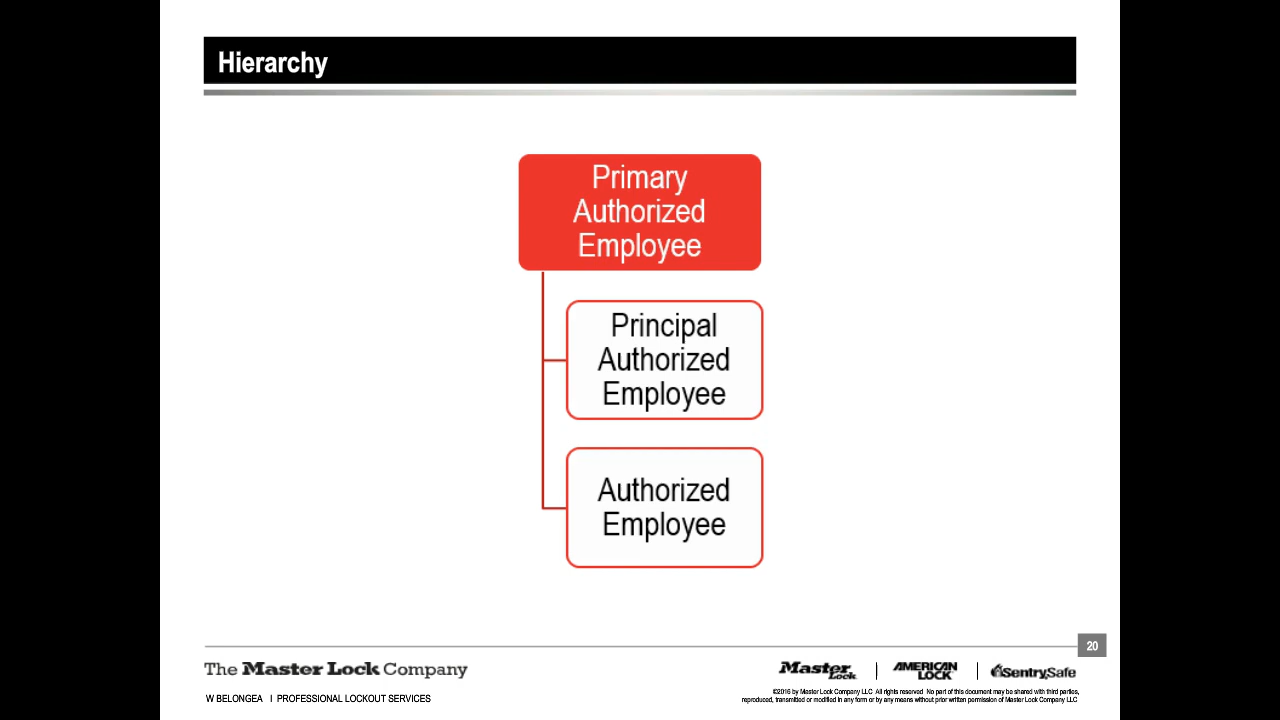 Hierarchy
Primary
Authorized
Employee
Principal
Authorized
Employee
Authorized
Employee
20
The Master Lock Company
Master Lock
AMERICAN LOCK
SentrySafe
W BELONGEA I PROFESSIONAL LOCKOUT SERVICES
©2016 by Master Lock Company LLC All rights reserved No part of this document may be shared with third parties,
reproduced, transmitted or modified in any form or by any means without prior written permission of Master Lock Company LLC